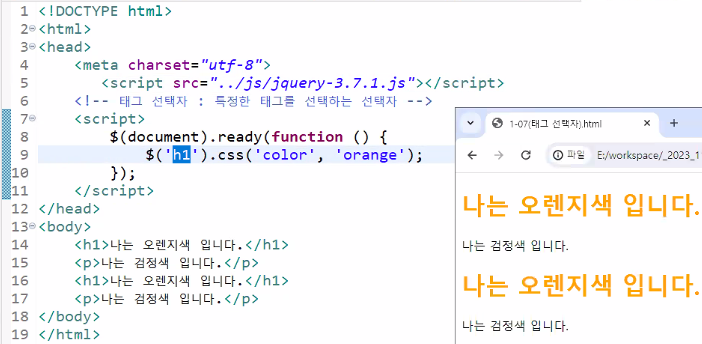 1 <!DOCTYPE html>
2 <html>
3 <head>
4 <meta charset="utf-8">
5 <script src="../js/jquery-3.7.1.js"></script>
6 <!-- 태그 선택자 : 특정한 태그를 선택하는 선택자 -->
7 <script>
8 $(document).ready(function () {
9 $('h1').css('color', 'orange');
10 });
11 </script>
12 </head>
13 <body>
14 <h1>나는 오렌지색 입니다.</h1>
15 <p>나는 검정색 입니다.</p>
16 <h1>나는 오렌지색 입니다.</h1>
17 <p>나는 검정색 입니다.</p>
18 </body>
19 </html>
1-07(태그 선택자).html
파일 E:/workspace/_2023_1
나는 오렌지색 입니다.
나는 검정색 입니다.
나는 오렌지색 입니다.
나는 검정색 입니다.